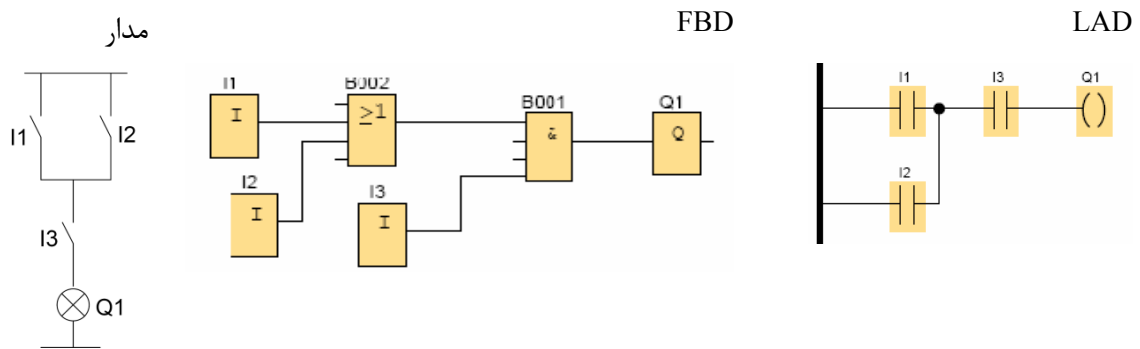 مدار
FBD
LAD
I1
I2
I3
Q1
I1
I
B002
≥1
B001
&
Q1
Q
I2
I
I3
I
I1
I3
Q1
( )
I2